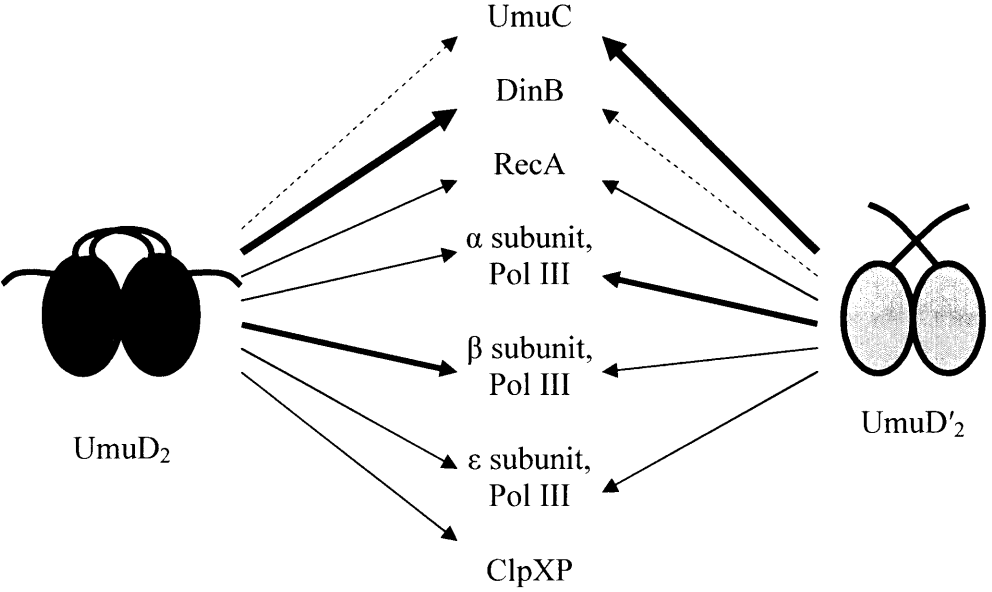 UmuC
DinB
RecA
α subunit,
Pol III
β subunit,
Pol III
ε subunit,
Pol III
ClpXP
UmuD₂
UmuD′₂